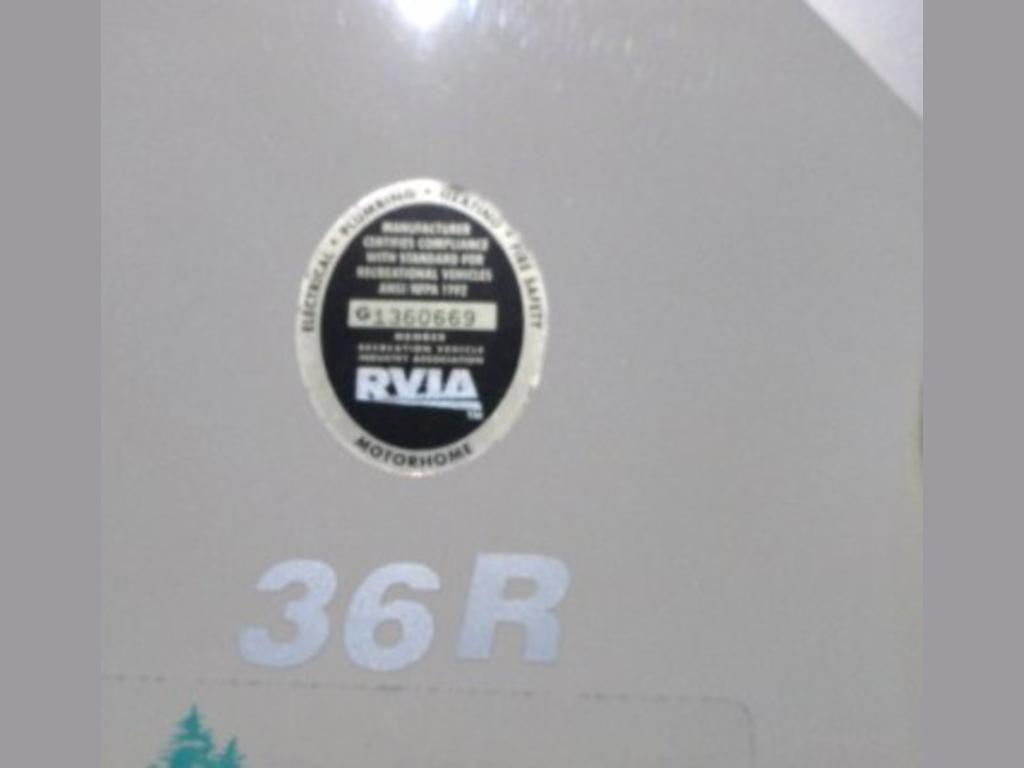 ELECTRICAL • PLUMBING • HEATING • FIRE SAFETY
MANUFACTURER
CERTIFIES COMPLIANCE
WITH STANDARD FOR
RECREATIONAL VEHICLES
ANSI/NFPA 1192
G1360669
MEMBER
RECREATION VEHICLE
INDUSTRY ASSOCIATION
RVIA
TM
MOTORHOME
36R